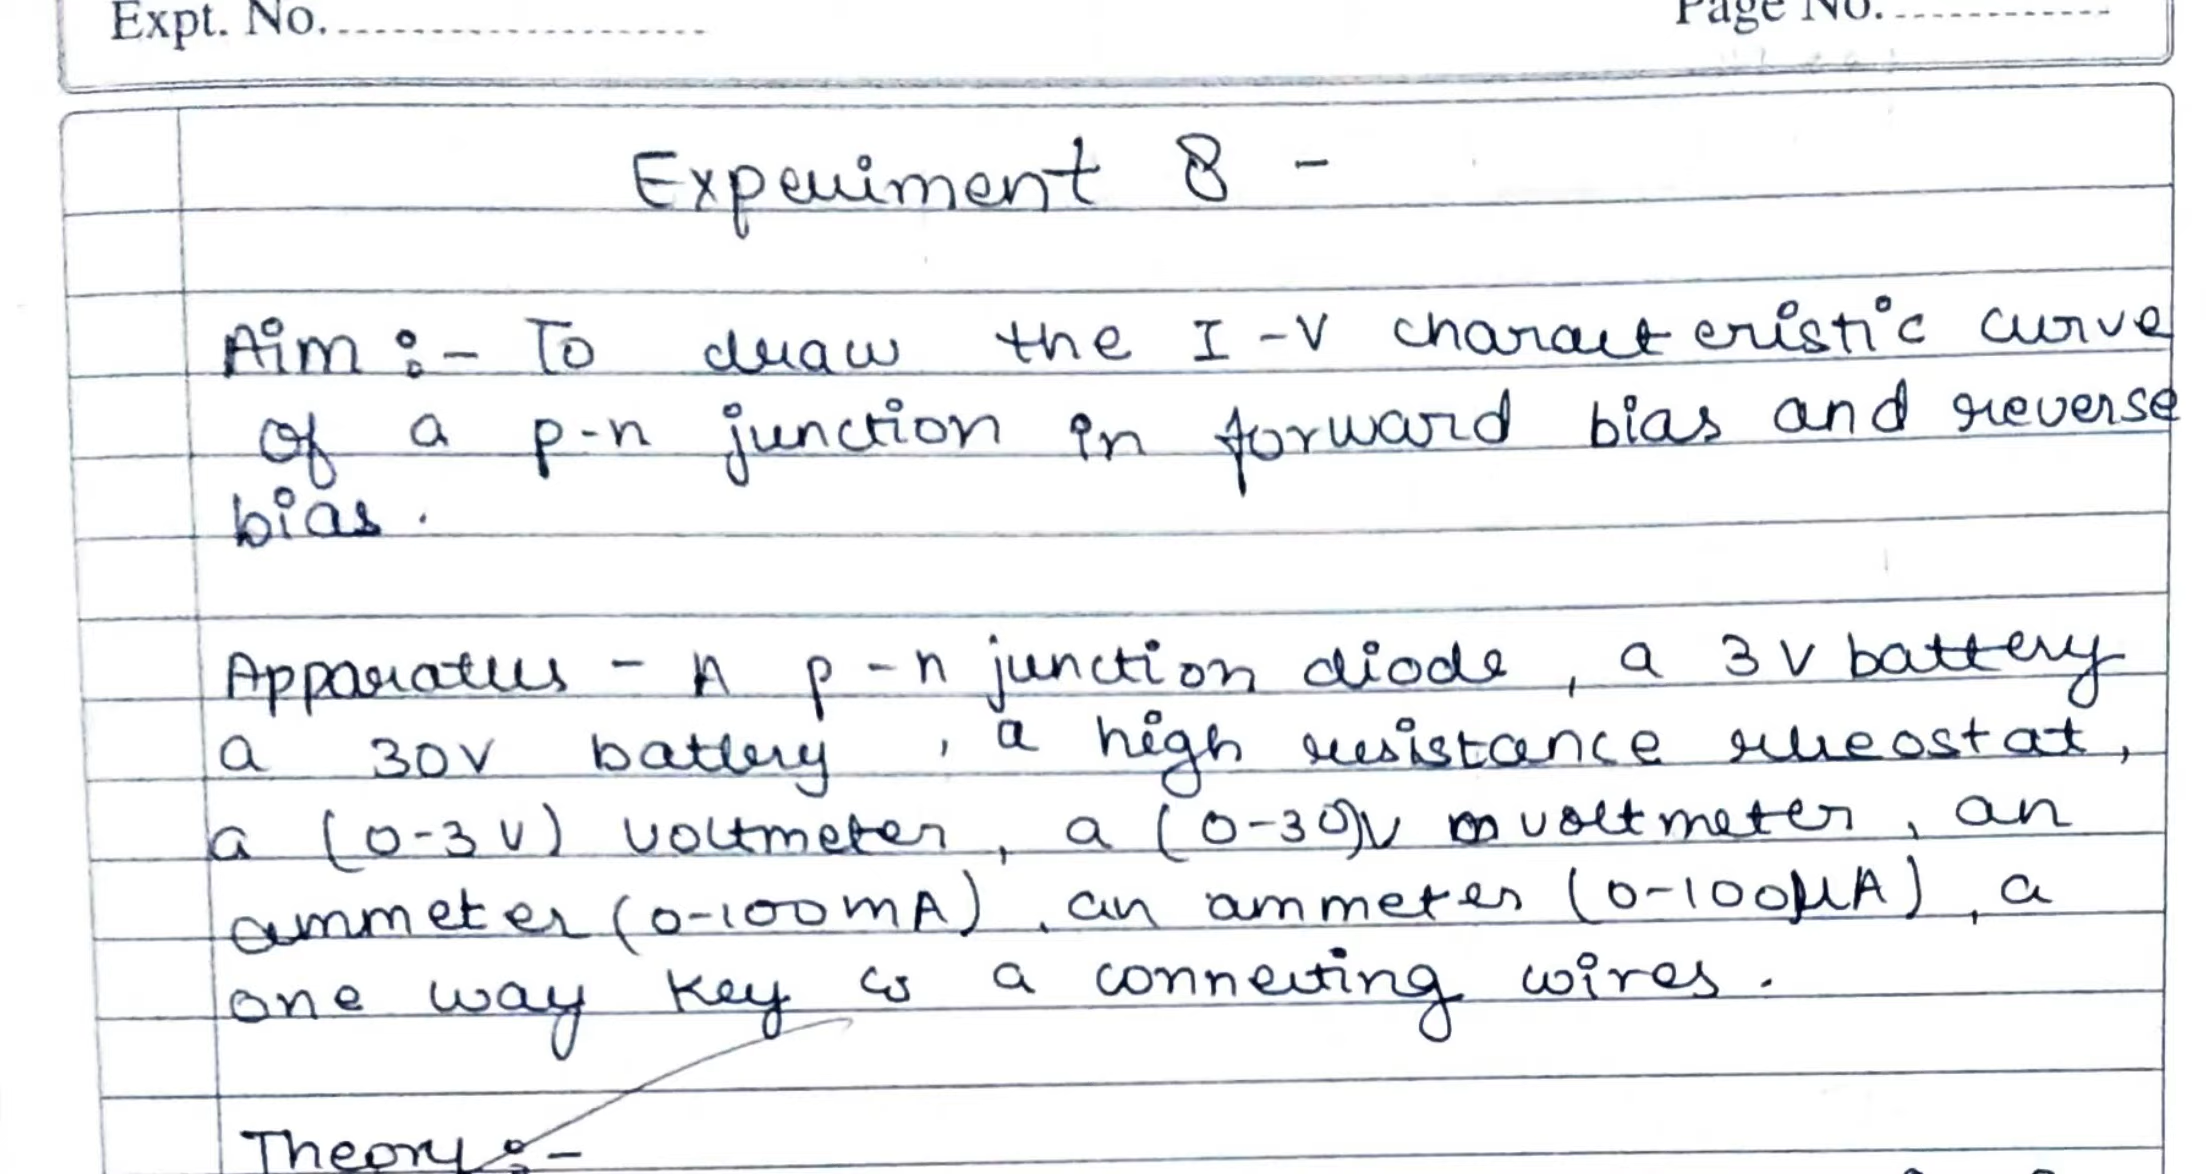 Expt. No.
Page No.
Experiment 8 -
Aim :- To draw the I-V characteristic curve
of a p-n junction in forward bias and reverse
bias.
Apparatus - A p-n junction diode, a 3V battery
a 30V battery, a high resistance rheostat,
a (0-3V) voltmeter, a (0-30)V voltmeter, an
ammeter (0-100mA), an ammeter (0-100μA), a
one way key & a connecting wires.
Theory :-